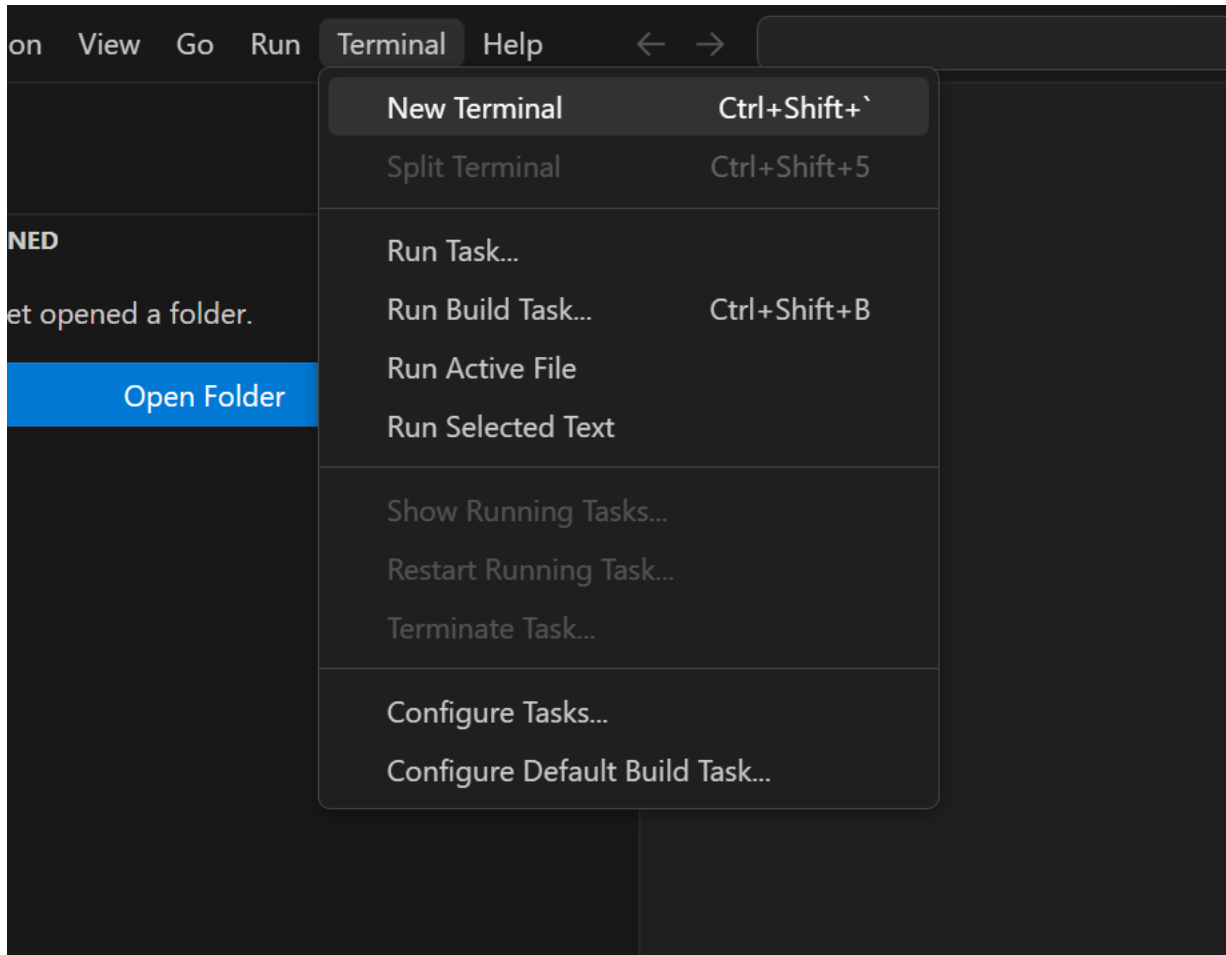 on View Go Run Terminal Help
New Terminal Ctrl+Shift+`
Split Terminal Ctrl+Shift+5
NED
Run Task...
et opened a folder.
Run Build Task... Ctrl+Shift+B
Run Active File
Open Folder
Run Selected Text
Show Running Tasks...
Restart Running Task...
Terminate Task...
Configure Tasks...
Configure Default Build Task...